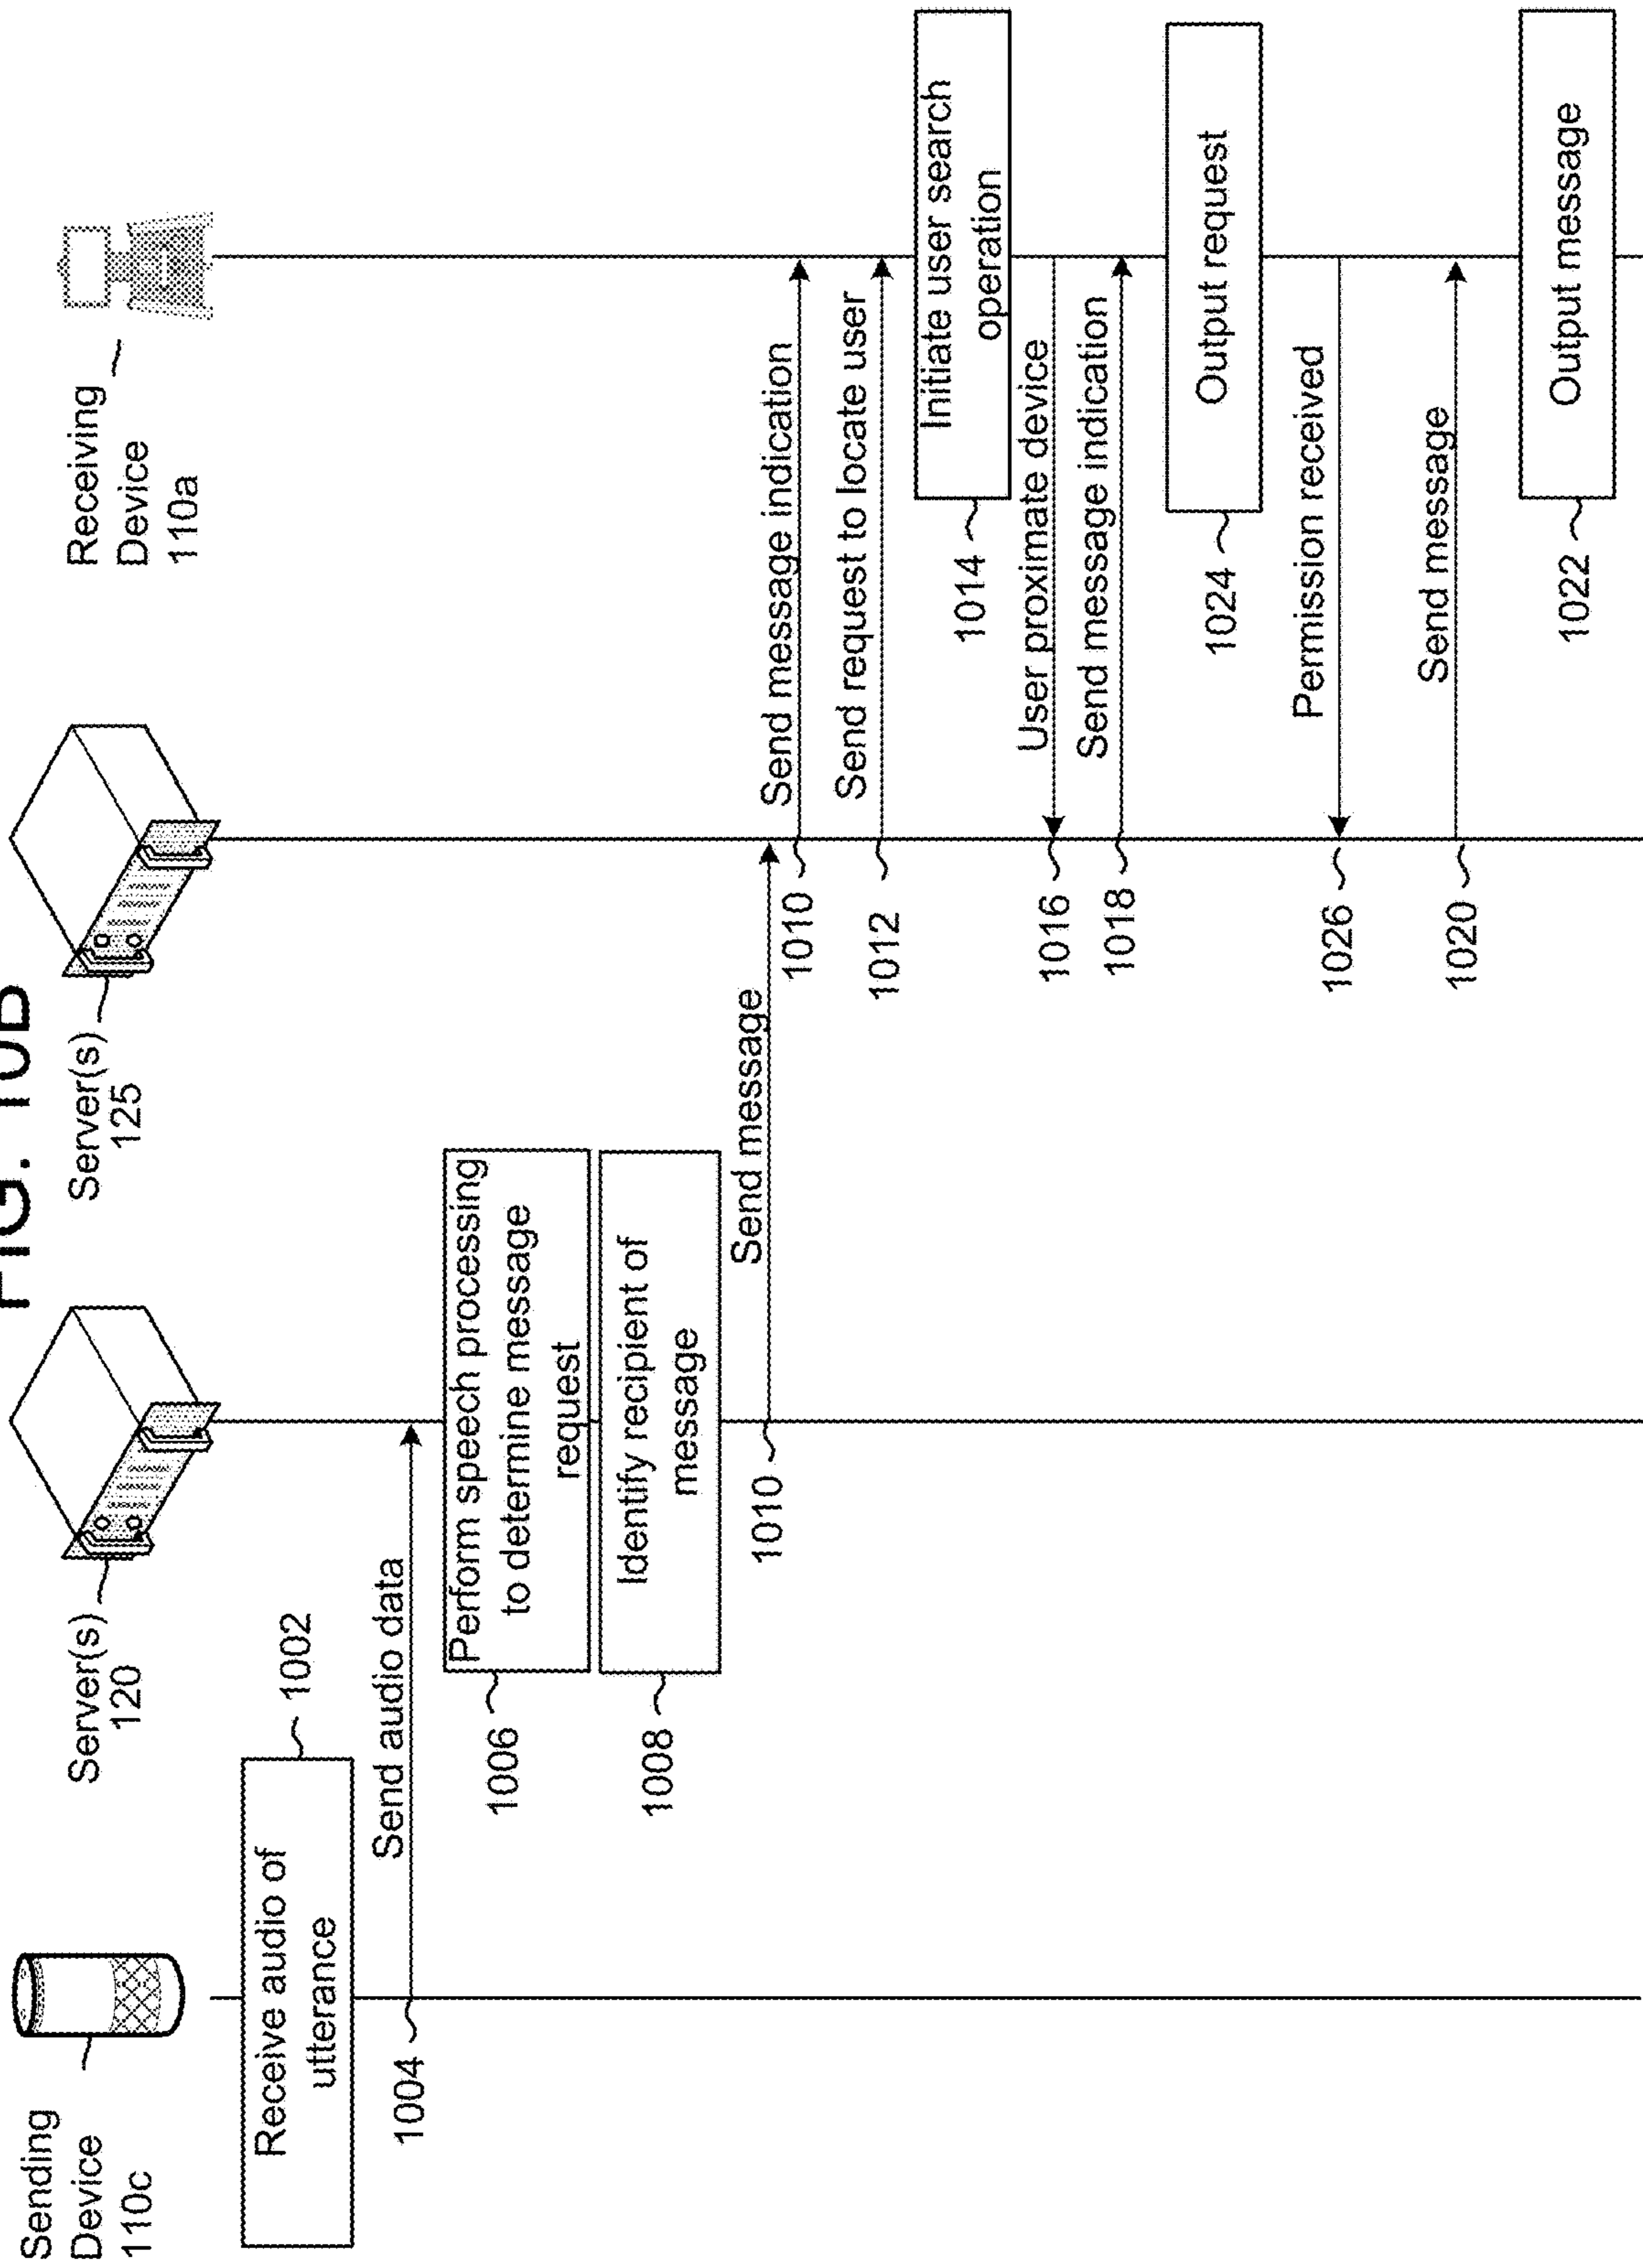 FIG. 10B
Sending
Device
110c
Server(s)
120
Server(s)
125
Receiving
Device
110a
Receive audio of
utterance
1002
Send audio data
1004
Perform speech processing
to determine message
request
1006
Identify recipient of
message
1008
Send message
1010
Send message indication
1010
Send request to locate user
1012
Initiate user search
operation
1014
User proximate device
1016
Send message indication
1018
Output request
1024
Permission received
1026
Send message
1020
Output message
1022